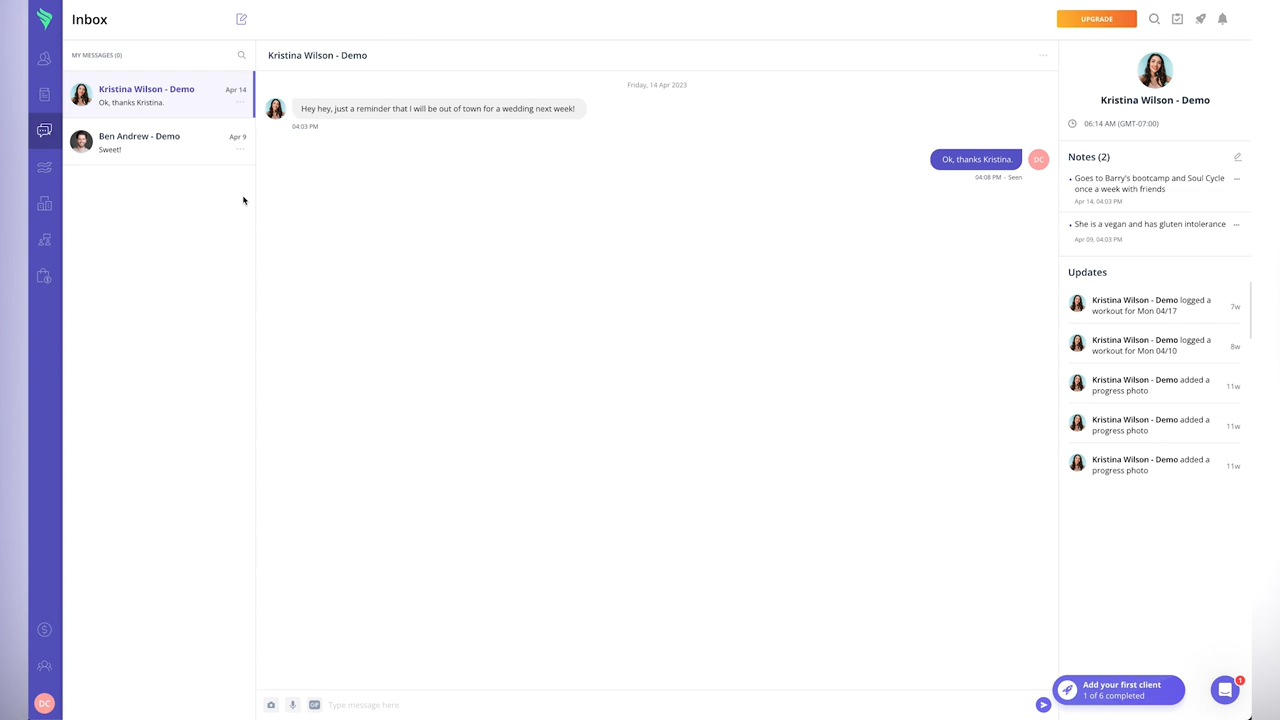 Inbox
UPGRADE
MY MESSAGES (0)
Kristina Wilson - Demo
Apr 14
Ok, thanks Kristina.
Ben Andrew - Demo
Apr 9
Sweet!
Kristina Wilson - Demo
Friday, 14 Apr 2023
Hey hey, just a reminder that I will be out of town for a wedding next week!
04:03 PM
Ok, thanks Kristina.
DC
04:08 PM - Seen
Type message here
GIF
Kristina Wilson - Demo
06:14 AM (GMT-07:00)
Notes (2)
Goes to Barry's bootcamp and Soul Cycle
once a week with friends
Apr 14, 04:03 PM
She is a vegan and has gluten intolerance
Apr 09, 04:03 PM
Updates
Kristina Wilson - Demo logged a
workout for Mon 04/17
7w
Kristina Wilson - Demo logged a
workout for Mon 04/10
8w
Kristina Wilson - Demo added a
progress photo
11w
Kristina Wilson - Demo added a
progress photo
11w
Kristina Wilson - Demo added a
progress photo
11w
Add your first client
1 of 6 completed
1
DC